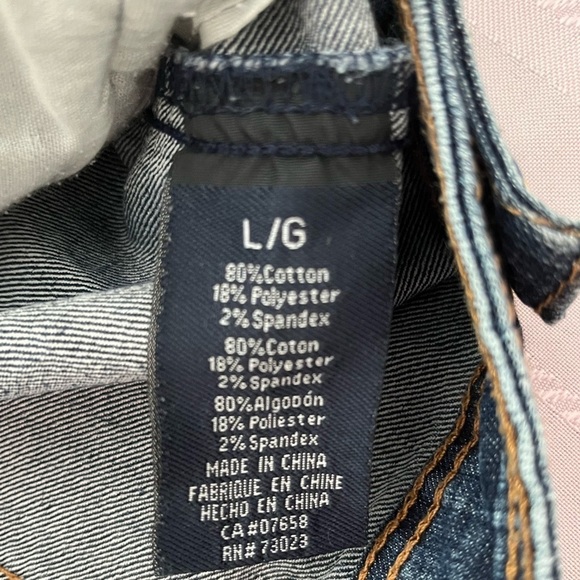 L/G
80%Cotton
18% Polyester
2% Spandex
80%Coton
18% Polyester
2% Spandex
80%Algodón
18% Poliester
2% Spandex
MADE IN CHINA
FABRIQUE EN CHINE
HECHO EN CHINA
CA#07658
RN# 73023